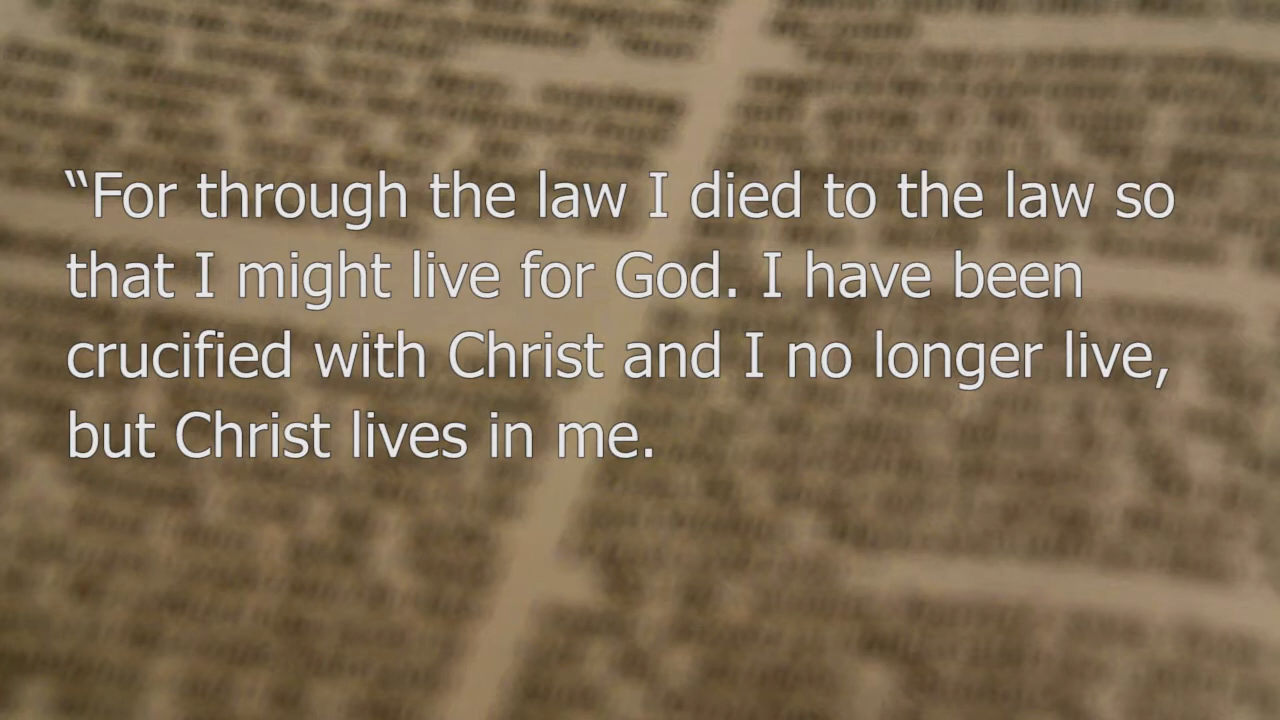 “For through the law I died to the law so
that I might live for God. I have been
crucified with Christ and I no longer live,
but Christ lives in me.